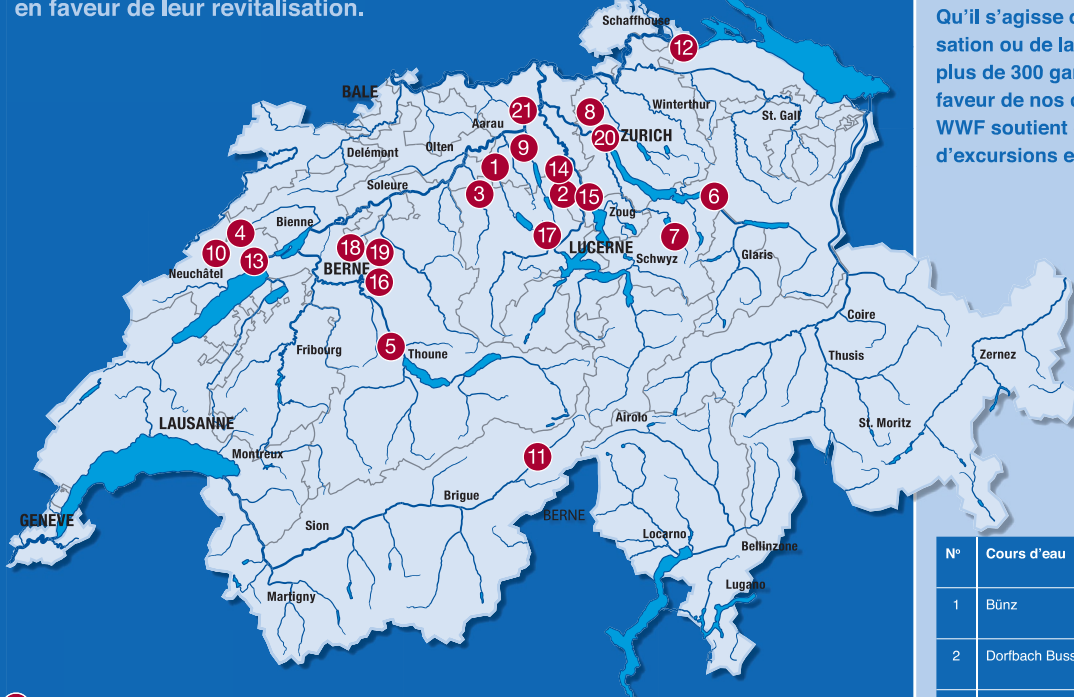 en faveur de leur revitalisation.
Qu'il s'agisse
sation ou de la
plus de 300
faveur de nos
WWF soutient
d'excursions
Schaffhouse
12
BALE
21
8
Winterthur
Aarau
St. Gall
20
ZURICH
Delémont
Olten
9
1
14
Soleure
3
2
15
6
Zoug
Bienne
4
10
13
18
19
17
LUCERNE
7
Schwyz
Glaris
Neuchâtel
BERNE
16
Coire
Fribourg
5
Thoune
Thusis
Zernez
LAUSANNE
Airolo
St. Moritz
Montreux
11
Brigue
GENEVE
BERNE
Sion
Locarno
Bellinzone
Lugano
Martigny
Nº Cours d'eau
1 Bünz
2 Dorfbach